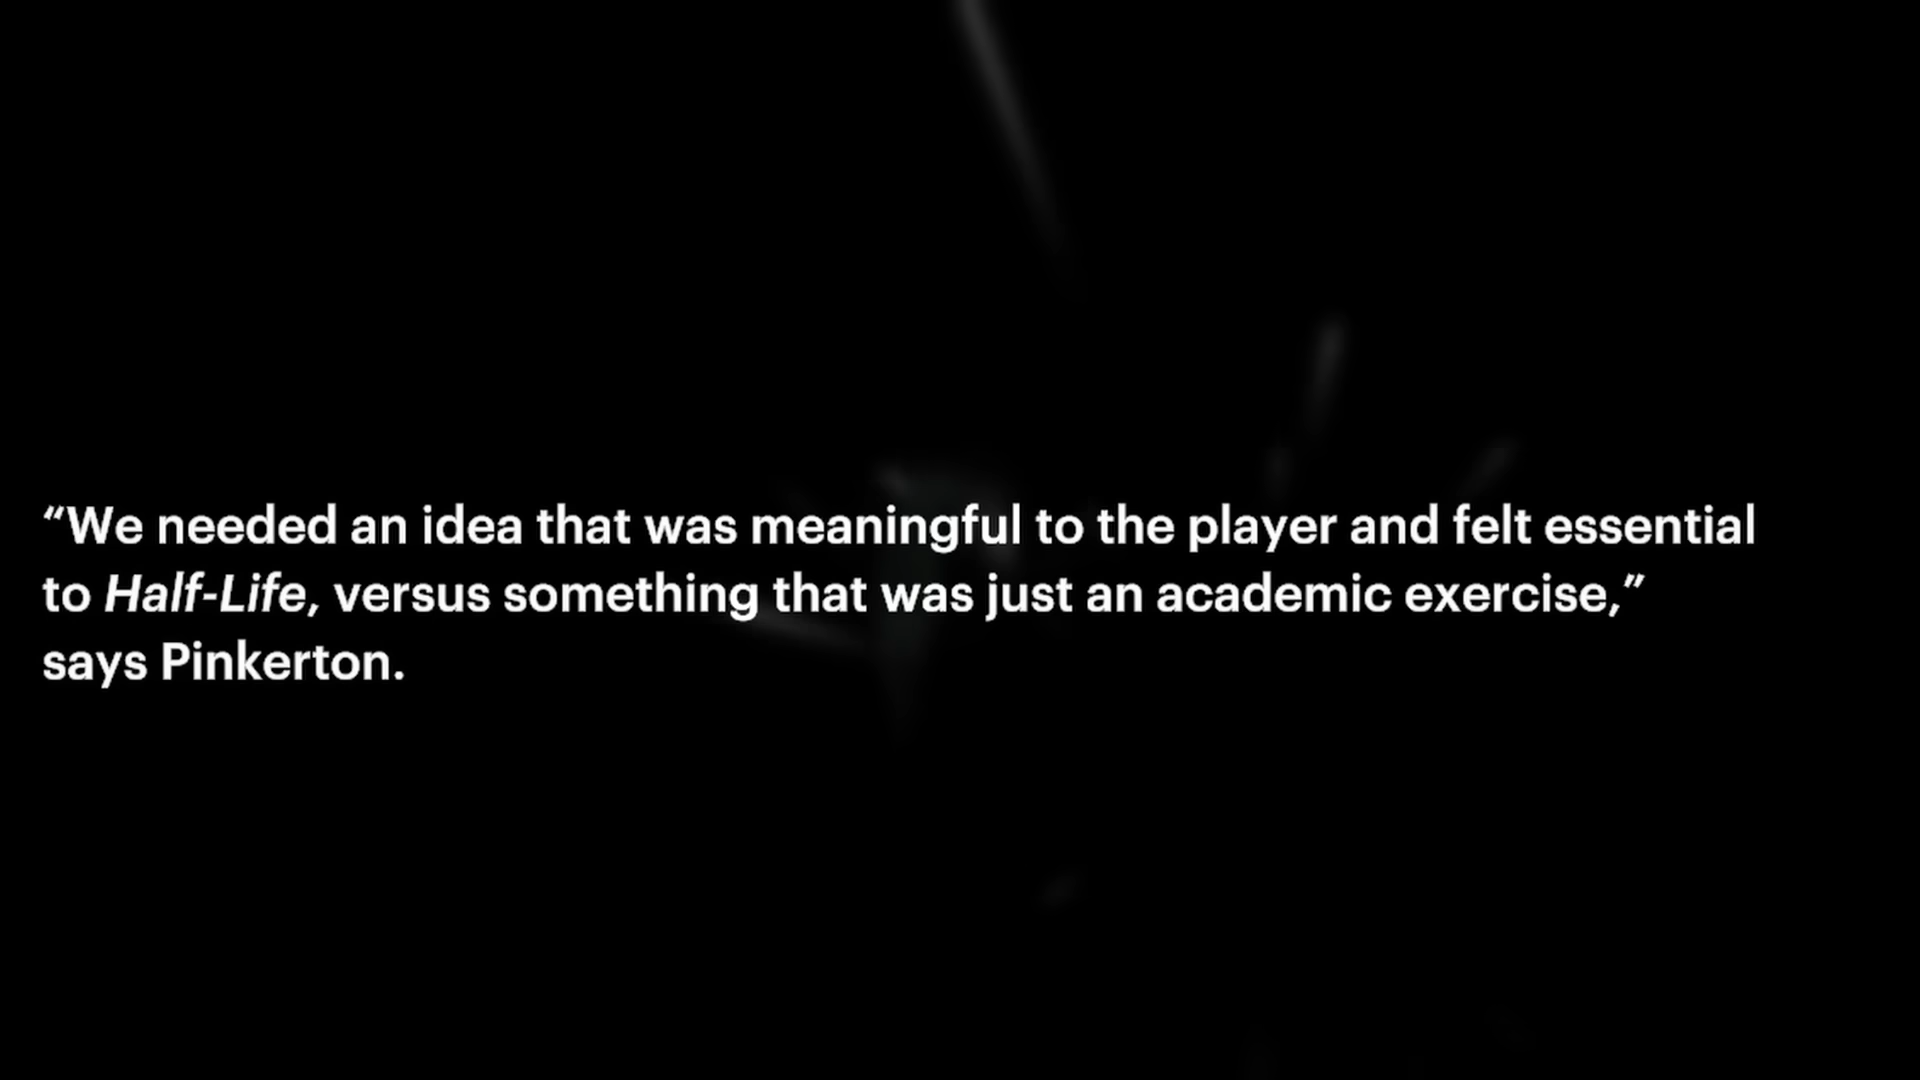 “We needed an idea that was meaningful to the player and felt essential
to Half-Life, versus something that was just an academic exercise,”
says Pinkerton.